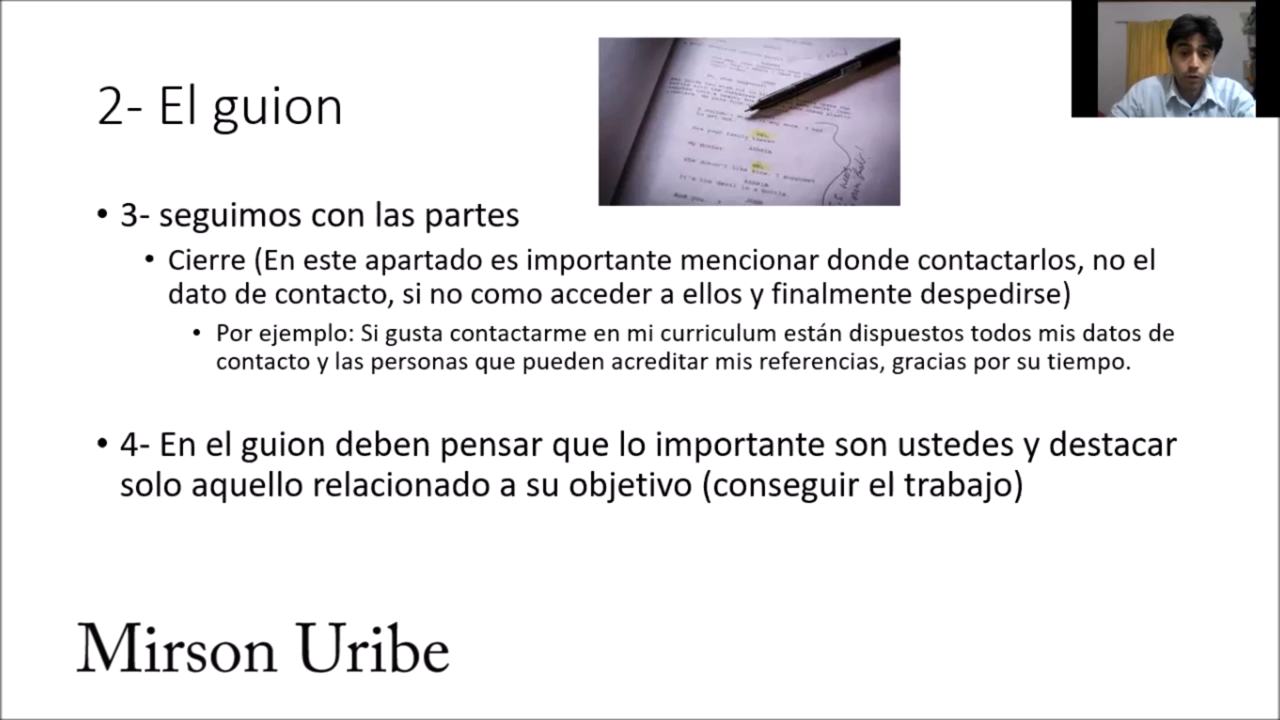 2- El guion
• 3- seguimos con las partes
• Cierre (En este apartado es importante mencionar donde contactarlos, no el
dato de contacto, si no como acceder a ellos y finalmente despedirse)
• Por ejemplo: Si gusta contactarme en mi curriculum están dispuestos todos mis datos de
contacto y las personas que pueden acreditar mis referencias, gracias por su tiempo.
• 4- En el guion deben pensar que lo importante son ustedes y destacar
solo aquello relacionado a su objetivo (conseguir el trabajo)
Mirson Uribe